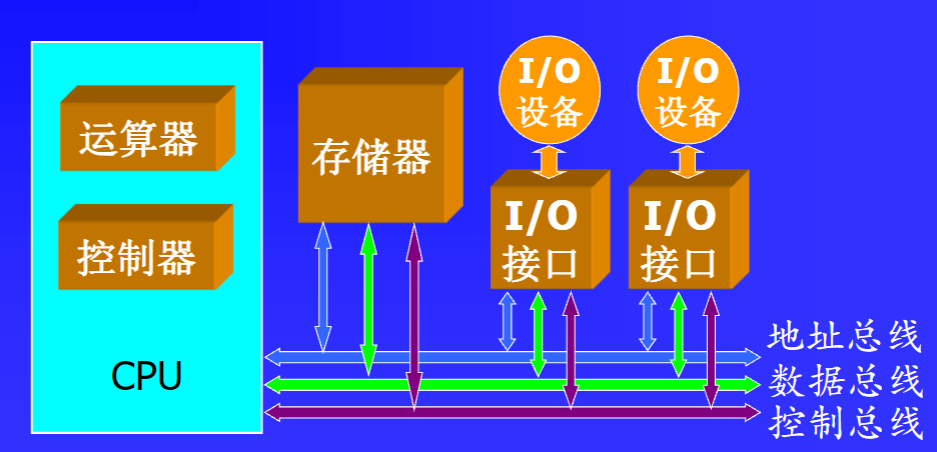 运算器
控制器
CPU
存储器
I/O
设备
I/O
设备
I/O
接口
I/O
接口
地址总线
数据总线
控制总线